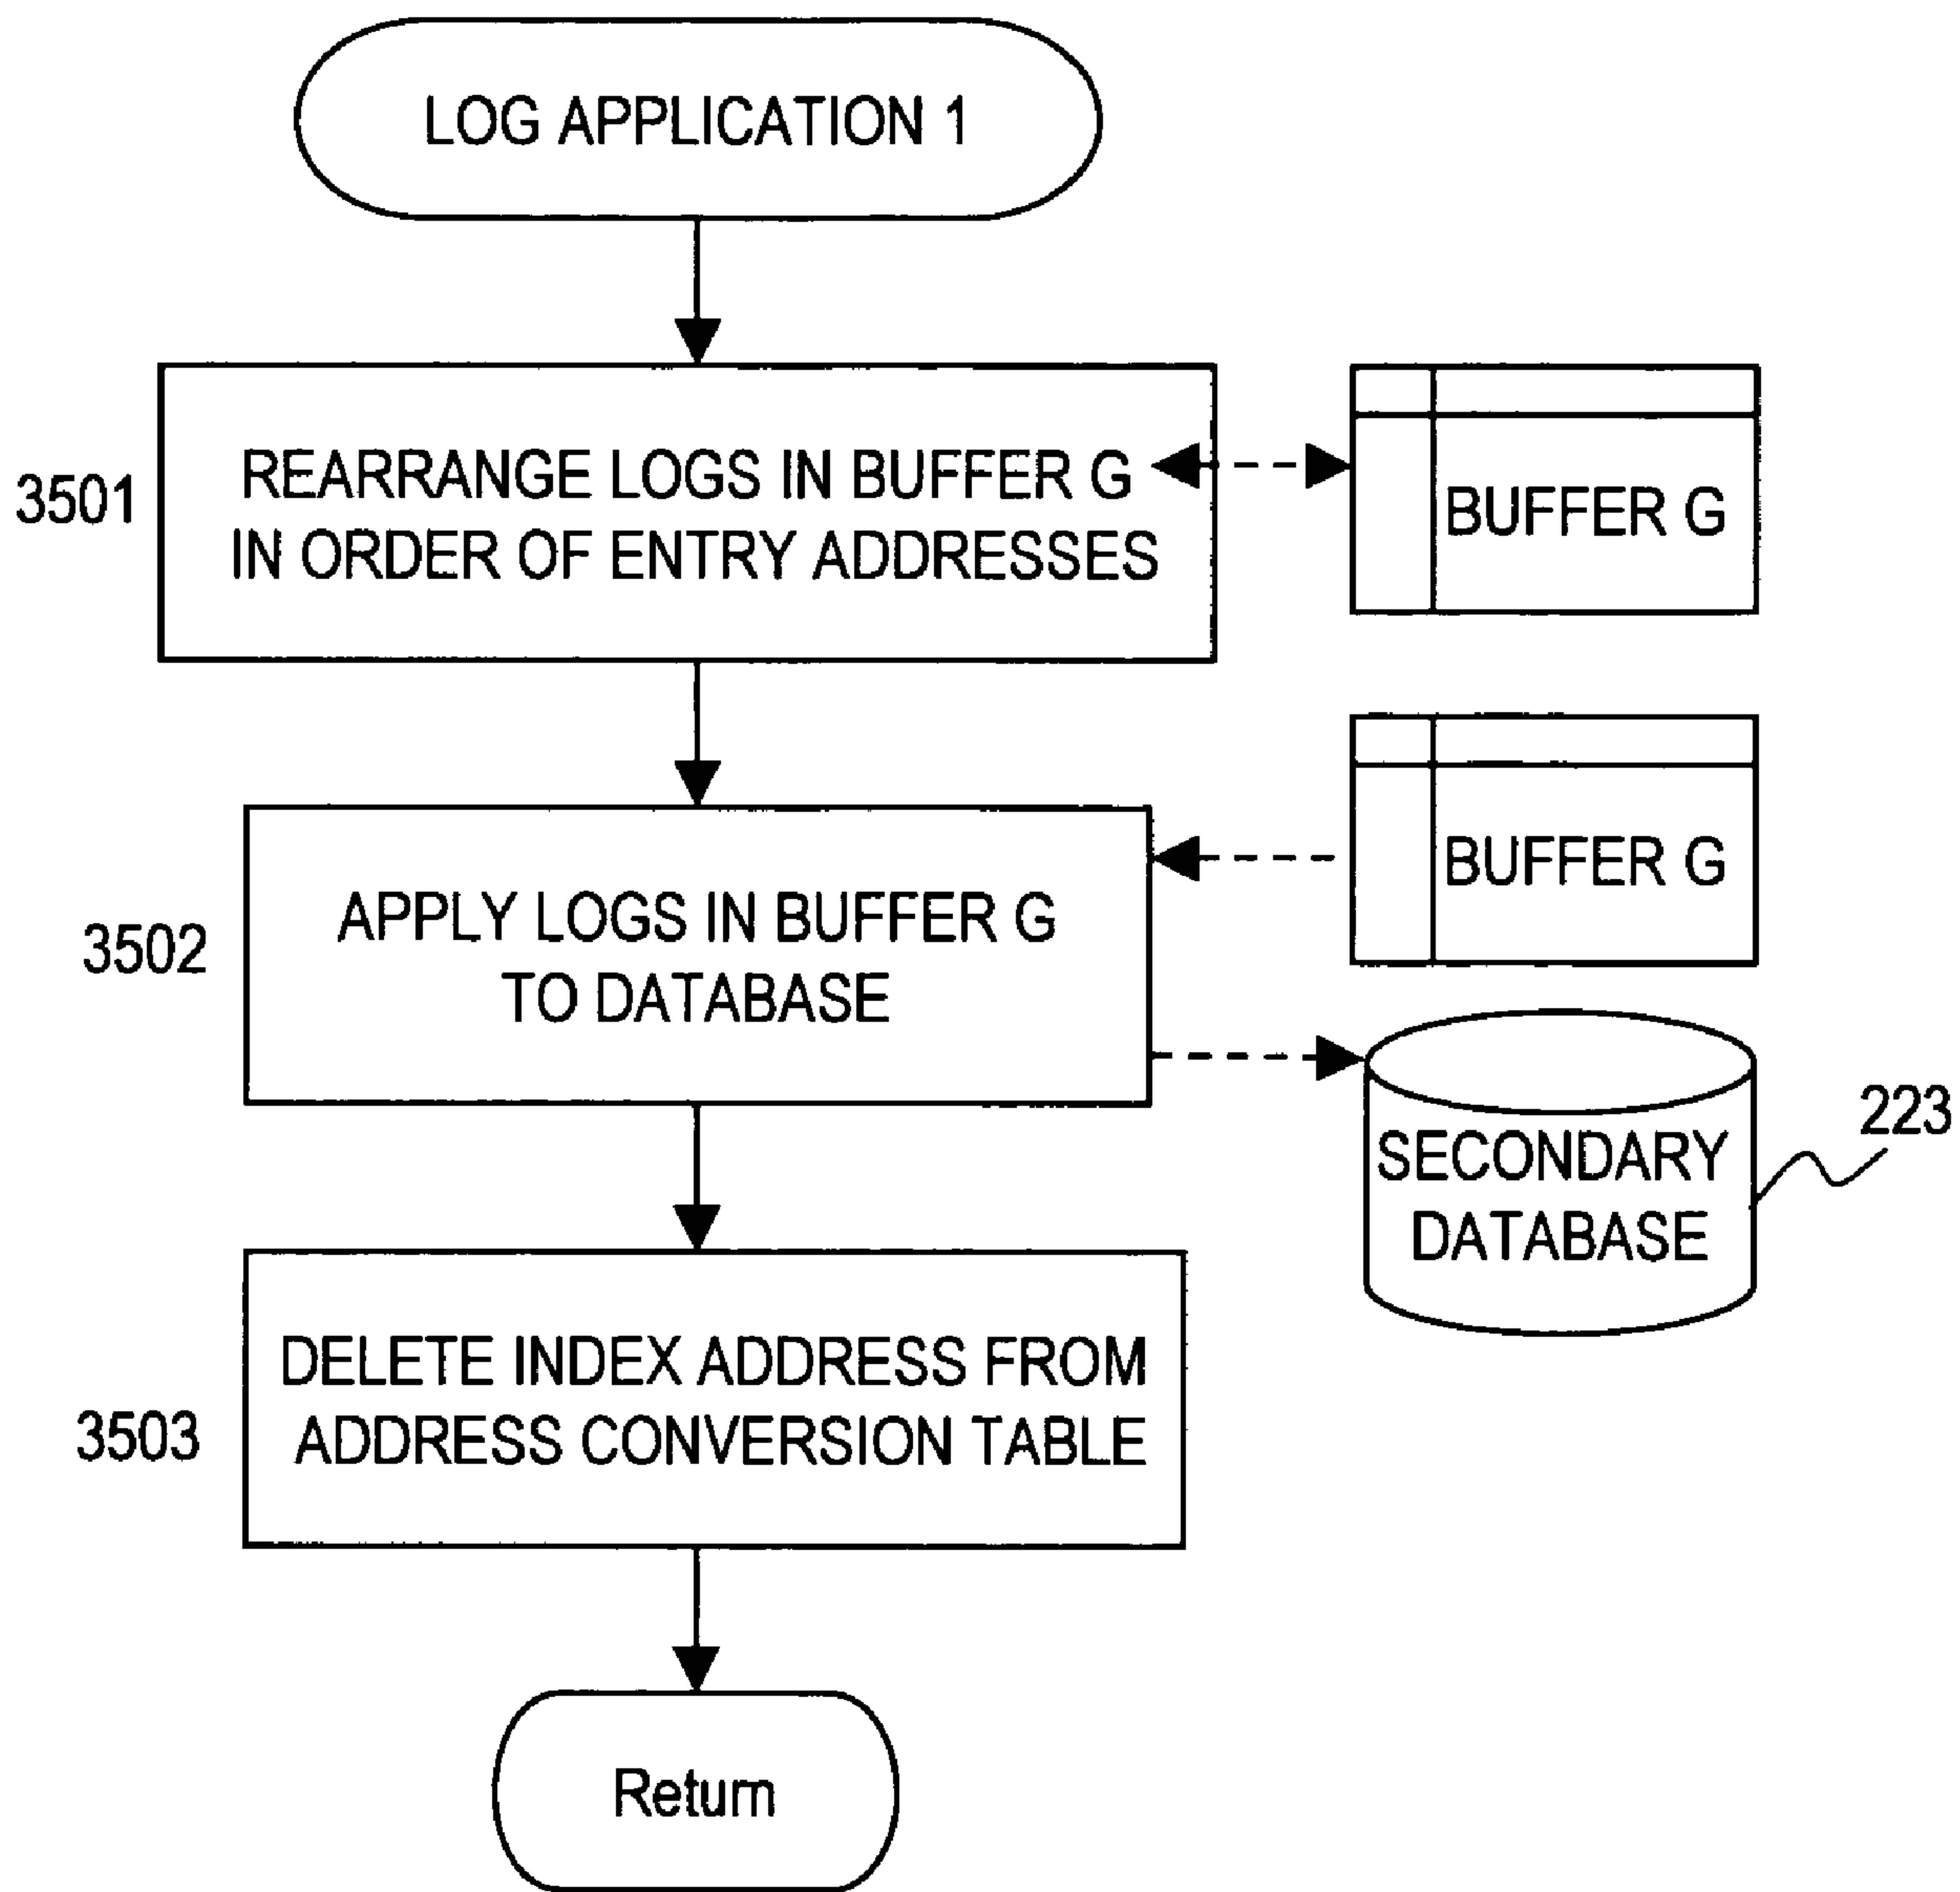 LOG APPLICATION 1
3501
REARRANGE LOGS IN BUFFER G
IN ORDER OF ENTRY ADDRESSES
BUFFER G
3502
APPLY LOGS IN BUFFER G
TO DATABASE
BUFFER G
SECONDARY
DATABASE
223
3503
DELETE INDEX ADDRESS FROM
ADDRESS CONVERSION TABLE
Return